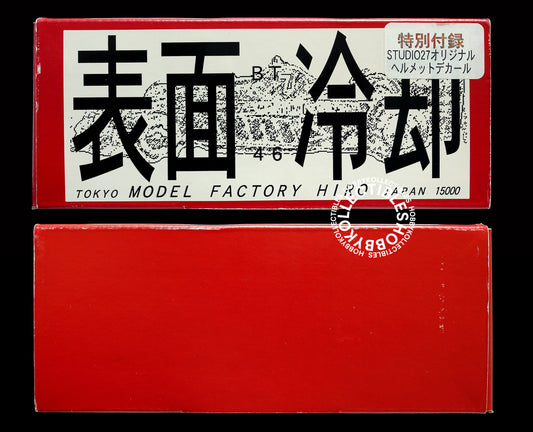 特別付録
STUDIO27オリジナル
ヘルメットデカール
表面冷却
BT
46
TOKYO MODEL FACTORY HIRO JAPAN 15000
HOBBYKOLLECTIBLES HOBBYKOLLECTIBLES